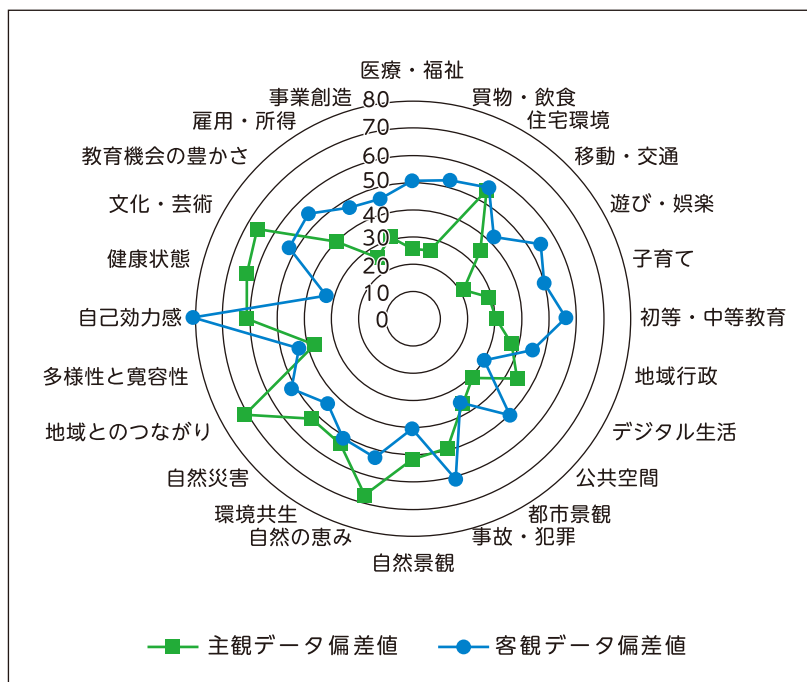 医療・福祉
買物・飲食
住宅環境
移動・交通
遊び・娯楽
子育て
初等・中等教育
地域行政
デジタル生活
公共空間
都市景観
事故・犯罪
自然景観
自然の恵み
環境共生
自然災害
地域とのつながり
多様性と寛容性
自己効力感
健康状態
文化・芸術
教育機会の豊かさ
雇用・所得
事業創造
80
70
60
50
40
30
20
10
0
主観データ偏差値
客観データ偏差値